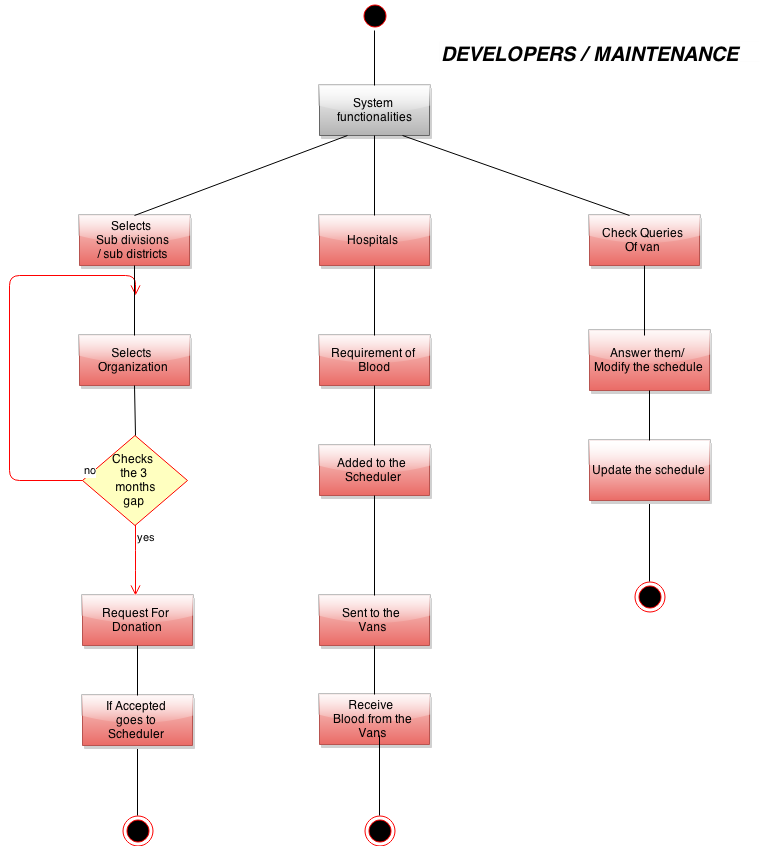 DEVELOPERS / MAINTENANCE
System
functionalities
Selects
Sub divisions
/ sub districts
Hospitals
Check Queries
Of van
Selects
Organization
Requirement of
Blood
Answer them/
Modify the schedule
no
Checks
the 3
months
gap
Added to the
Scheduler
Update the schedule
yes
Request For
Donation
Sent to the
Vans
If Accepted
goes to
Scheduler
Receive
Blood from the
Vans